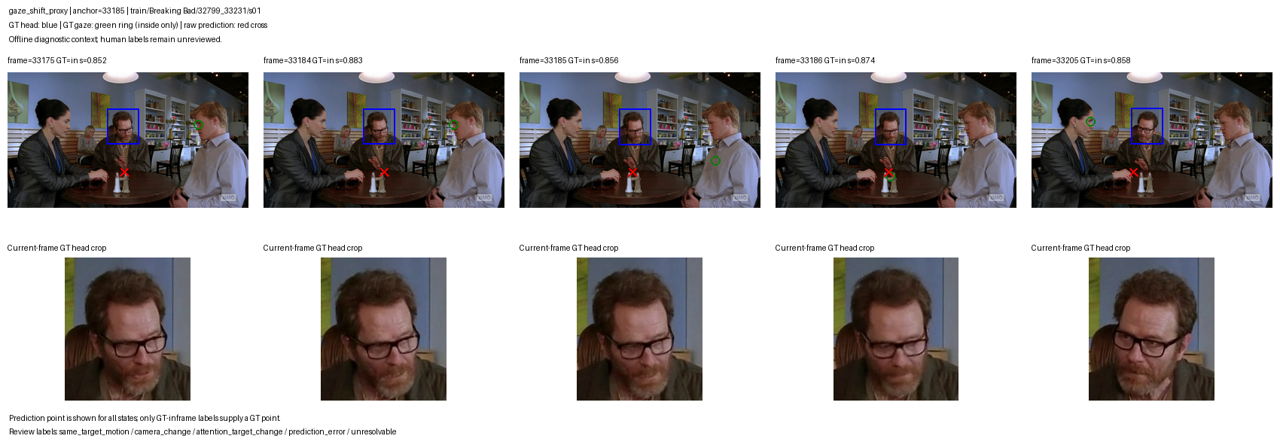 gaze_shift_proxy | anchor=33185 | train/Breaking Bad/32799_33231/s01
GT head: blue | GT gaze: green ring (inside only) | raw prediction: red cross
Offline diagnostic context; human labels remain unreviewed.
frame=33175 GT=in s=0.852
frame=33184 GT=in s=0.883
frame=33185 GT=in s=0.856
frame=33186 GT=in s=0.874
frame=33205 GT=in s=0.858
Current-frame GT head crop
Current-frame GT head crop
Current-frame GT head crop
Current-frame GT head crop
Current-frame GT head crop
Prediction point is shown for all states; only GT-inframe labels supply a GT point
Review labels: same_target_motion / camera_change / attention_target_change / prediction_error / unresolvable